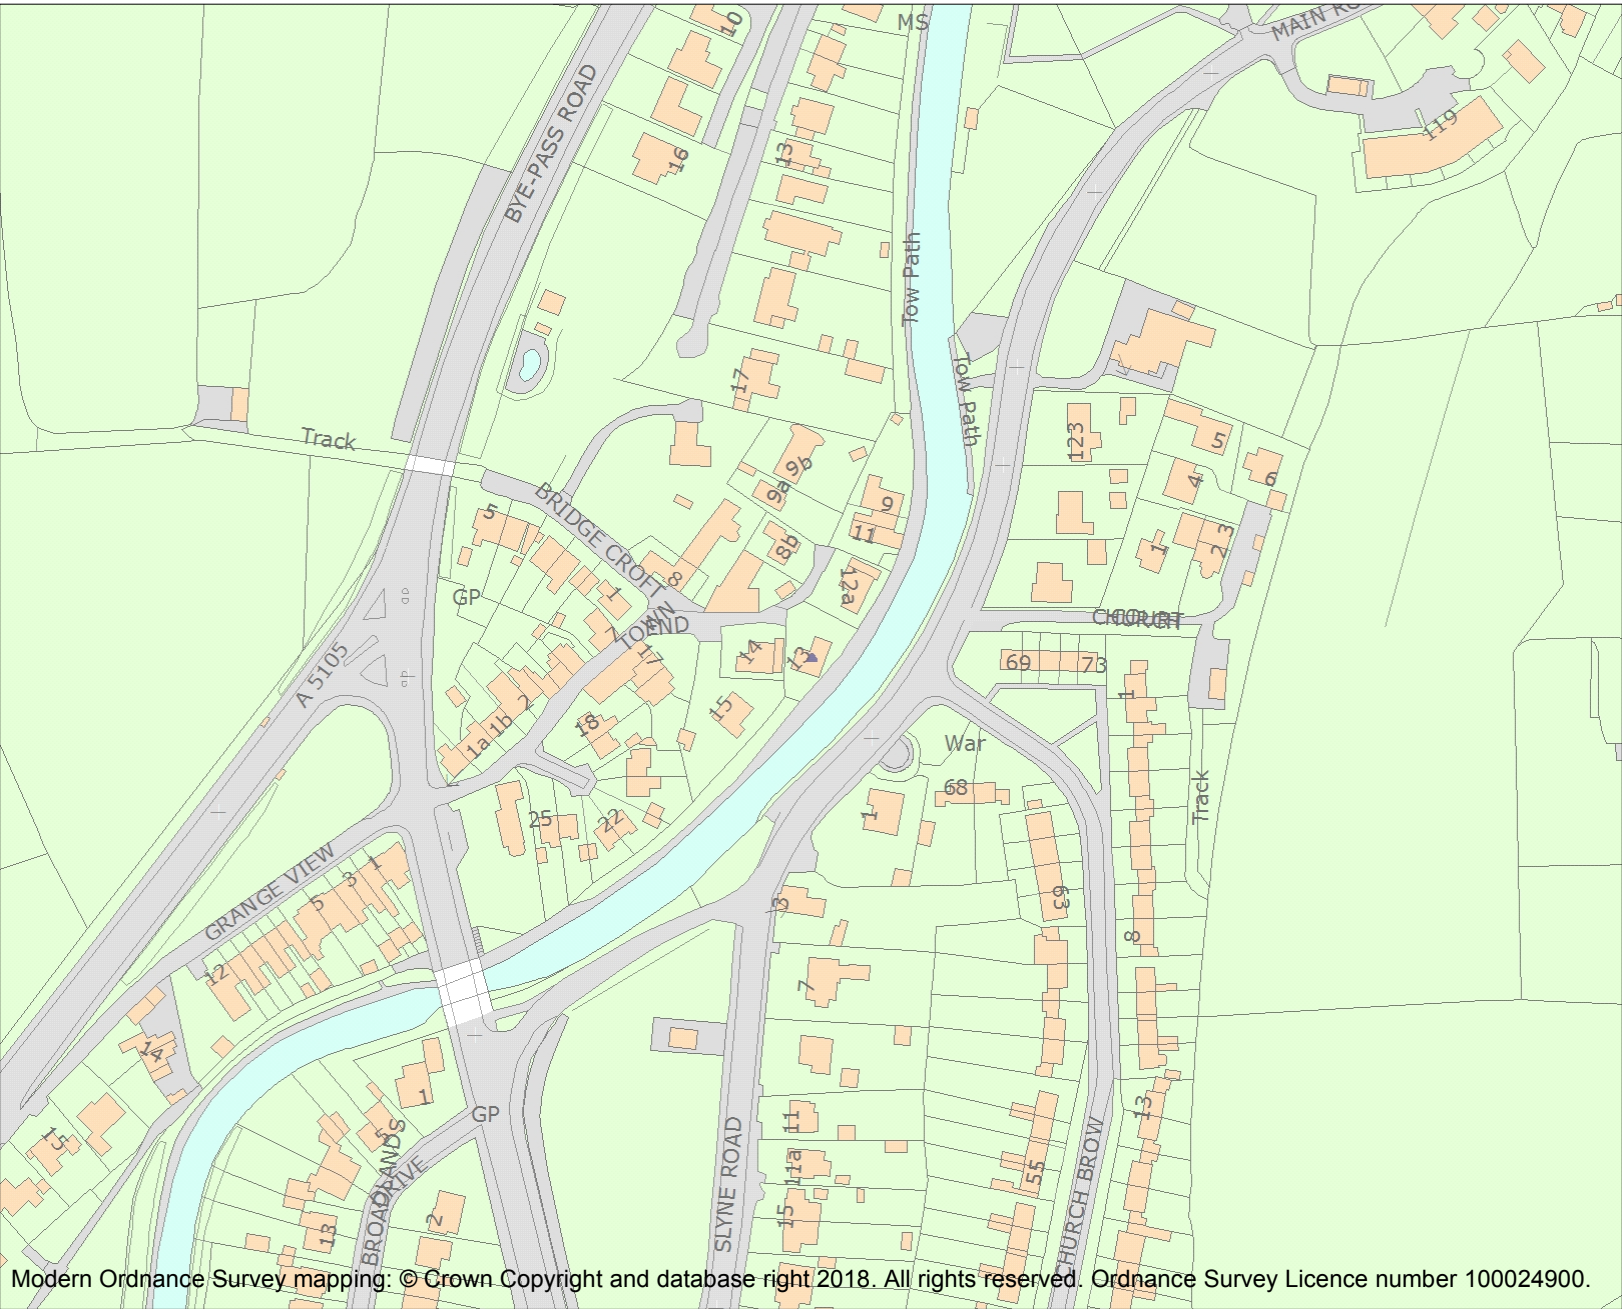 10
MS
MAIN RO
BYE-PASS ROAD
119
13
16
Tow Path
17
Tow Path
Track
123
5
9b
4
6
9a
9
5
BRIDGE CROFT
11
3
8b
1
2
8
12a
GP
1
COURT
CHURCH
7
TOWN
END
17
14
13
69
73
A 5105
2
15
1
18
1b
1a
War
Track
68
25
22
1
GRANGE VIEW
1
3
5
63
3
8
12
7
14
1
GP
13
15
5
11
BROADLANDS
DRIVE
11a
55
SLYNE ROAD
CHURCH BROW
13
2
15
Modern Ordnance Survey mapping: © Crown Copyright and database right 2018. All rights reserved. Ordnance Survey Licence number 100024900.